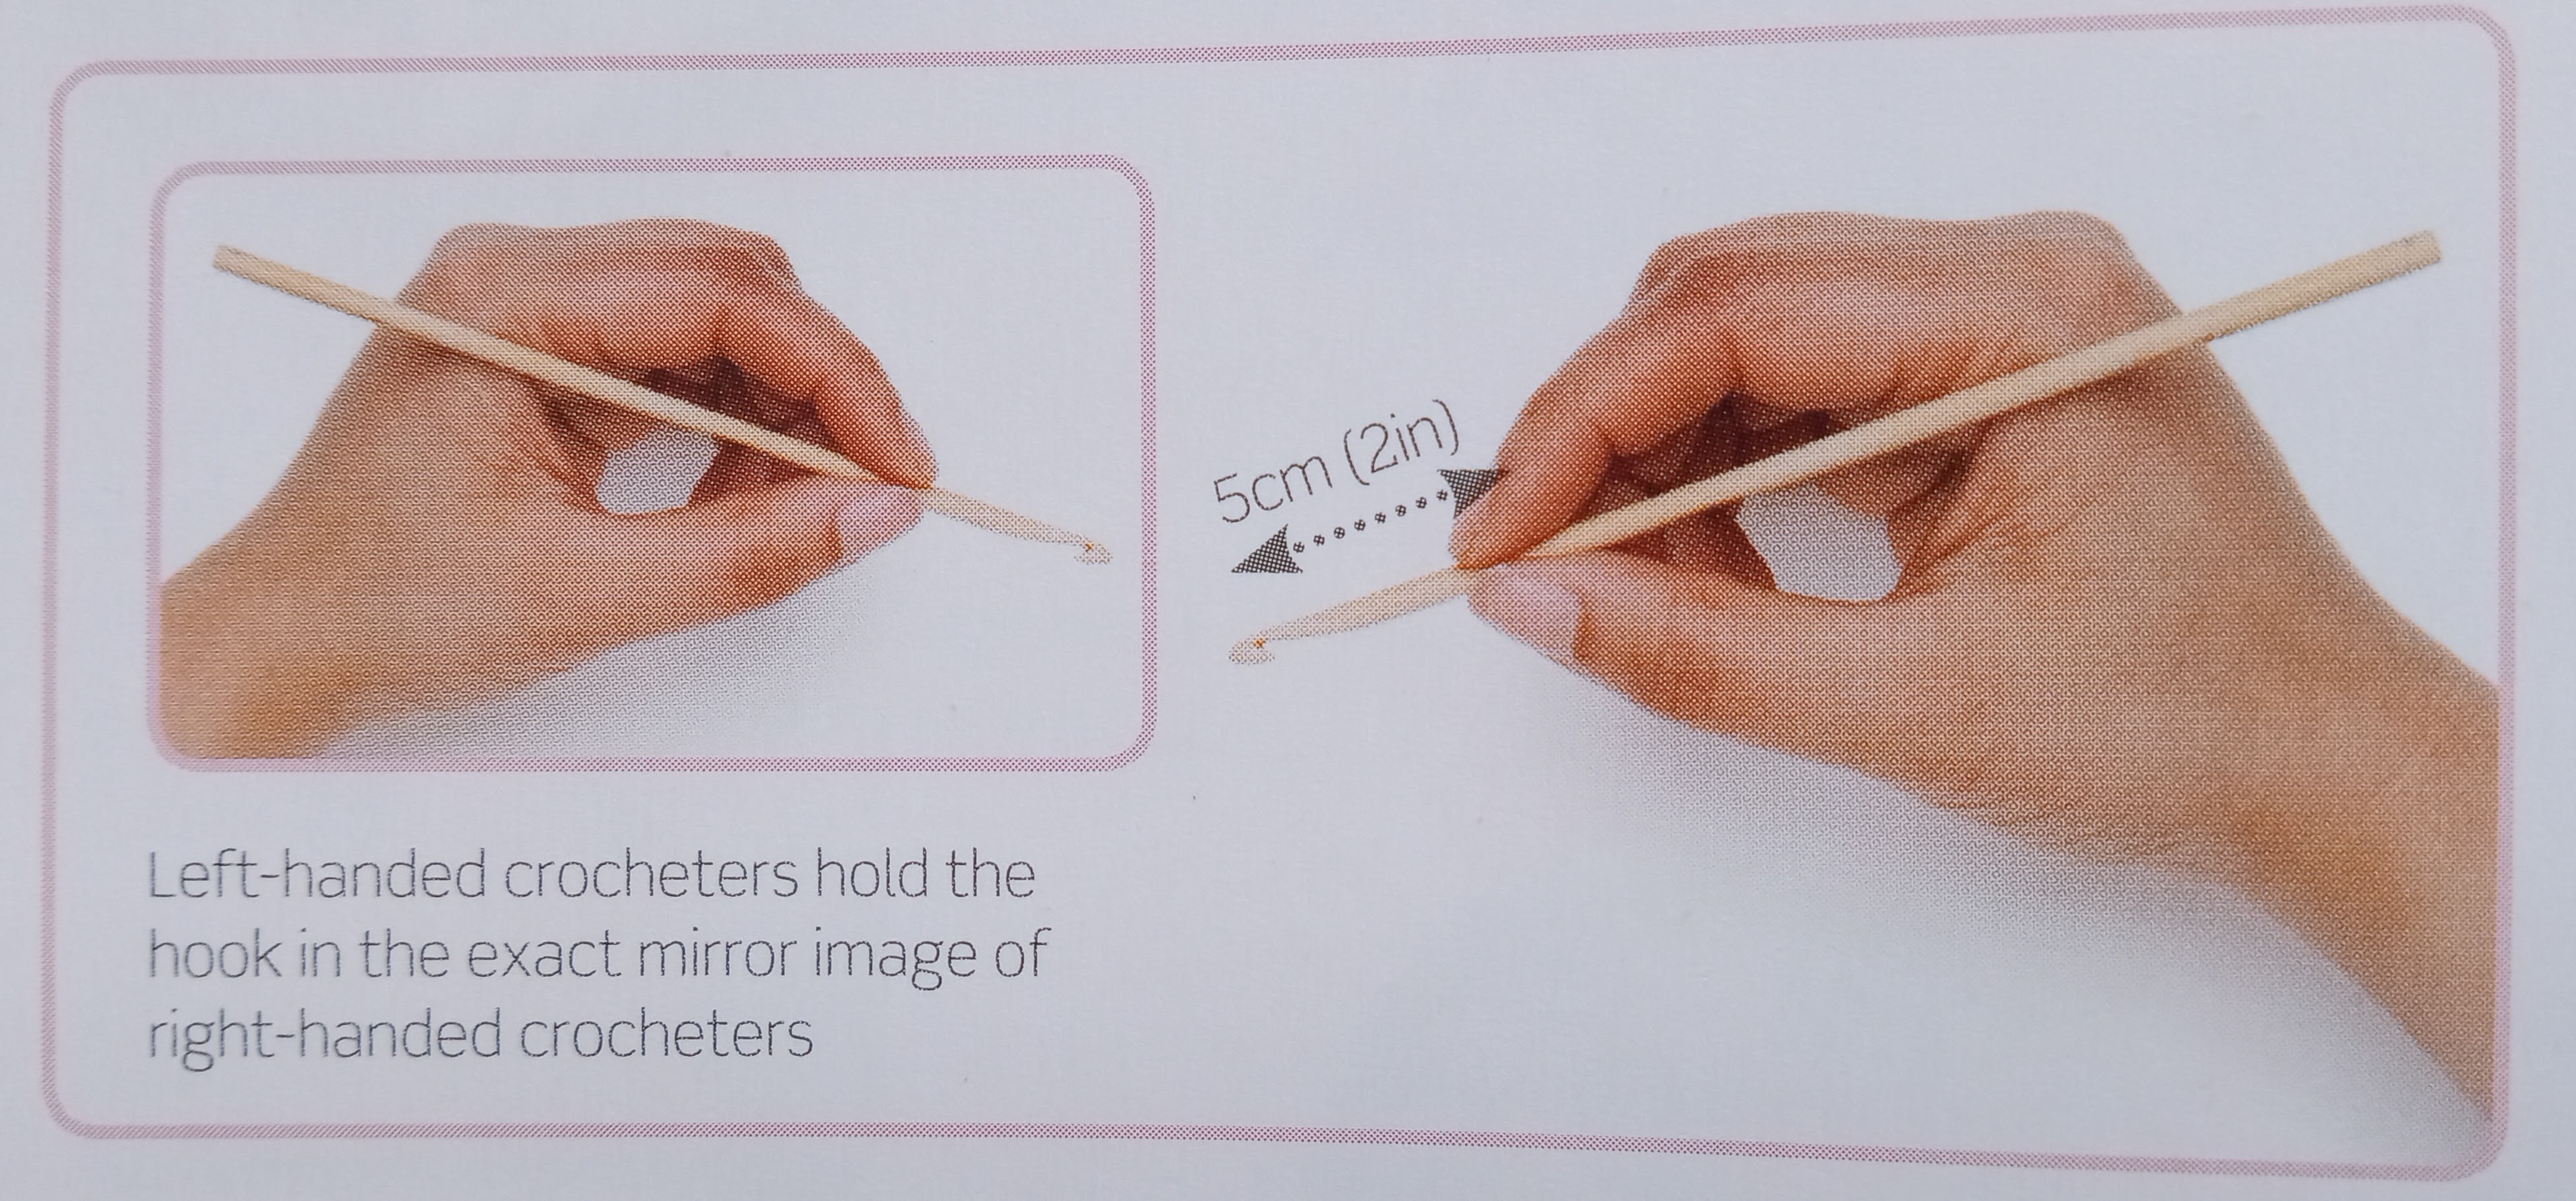 5cm (2in)
Left-handed crocheters hold the
hook in the exact mirror image of
right-handed crocheters